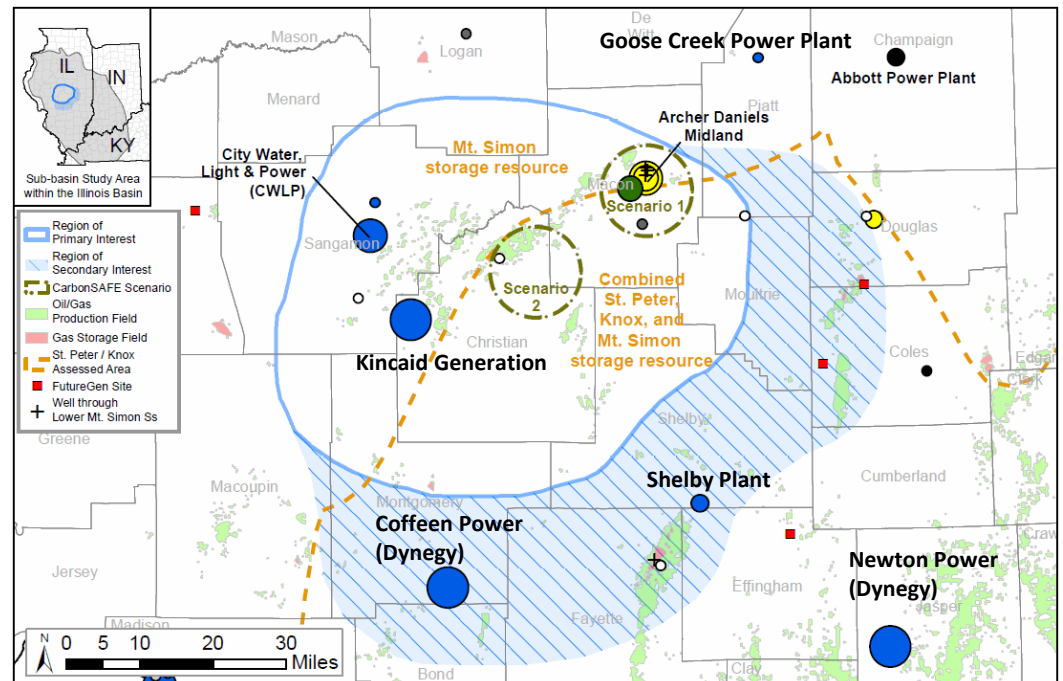 De
Witt
Mason
Logan
Goose Creek Power Plant
Champaign
Abbott Power Plant
IL
IN
KY
Sub-basin Study Area
within the Illinois Basin
Menard
Piatt
Archer Daniels
Midland
City Water,
Light & Power
(CWLP)
Mt. Simon
storage resource
Macon
Scenario 1
Region of
Primary Interest
Region of
Secondary Interest
CarbonSAFE Scenario
Oil/Gas
Production Field
Gas Storage Field
St. Peter / Knox
Assessed Area
FutureGen Site
Well through
Lower Mt. Simon Ss
Sangamon
Douglas
Scenario
2
Combined
St. Peter,
Knox, and
Mt. Simon
storage resource
Moultrie
Christian
Kincaid Generation
Coles
Edgar
Clark
Greene
Shelby
Macoupin
Montgomery
Shelby Plant
Cumberland
Coffeen Power
(Dynegy)
Craw
Jersey
Newton Power
(Dynegy)
Effingham
Jasper
Fayette
Madison
Bond
Clay
N
0 5 10 20 30
Miles